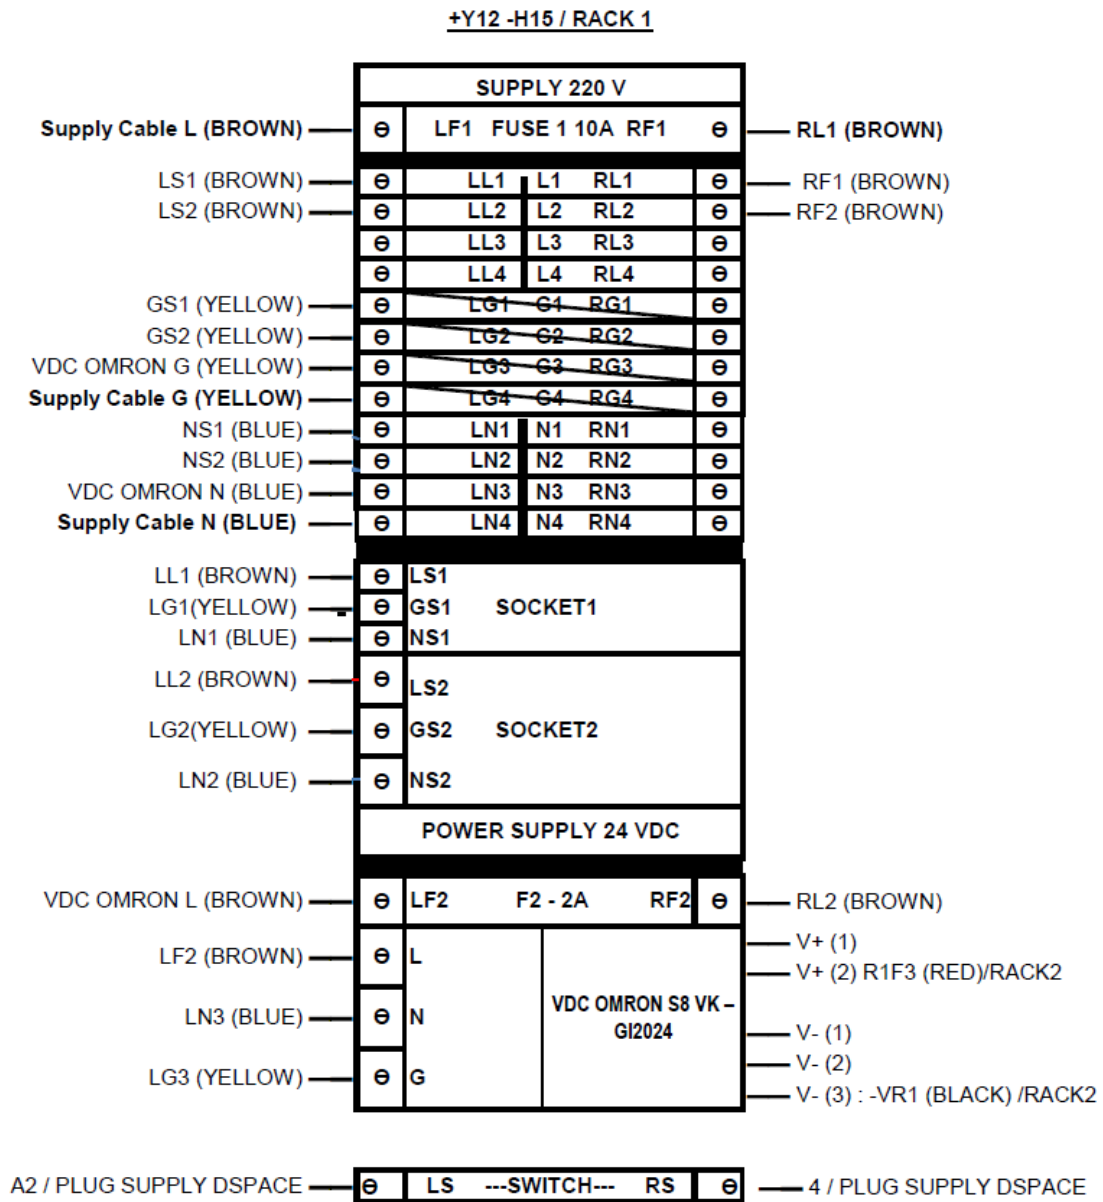 +Y12 -H15 / RACK 1
SUPPLY 220 V
Supply Cable L (BROWN) ⊖ LF1 FUSE 1 10A RF1 ⊖ RL1 (BROWN)
LS1 (BROWN) ⊖ LL1 L1 RL1 ⊖ RF1 (BROWN)
LS2 (BROWN) ⊖ LL2 L2 RL2 ⊖ RF2 (BROWN)
⊖ LL3 L3 RL3 ⊖
⊖ LL4 L4 RL4 ⊖
GS1 (YELLOW) ⊖ LG1 G1 RG1 ⊖
GS2 (YELLOW) ⊖ LG2 G2 RG2 ⊖
VDC OMRON G (YELLOW) ⊖ LG3 G3 RG3 ⊖
Supply Cable G (YELLOW) ⊖ LG4 G4 RG4 ⊖
NS1 (BLUE) ⊖ LN1 N1 RN1 ⊖
NS2 (BLUE) ⊖ LN2 N2 RN2 ⊖
VDC OMRON N (BLUE) ⊖ LN3 N3 RN3 ⊖
Supply Cable N (BLUE) ⊖ LN4 N4 RN4 ⊖
LL1 (BROWN) ⊖ LS1
LG1(YELLOW) ⊖ GS1 SOCKET1
LN1 (BLUE) ⊖ NS1
LL2 (BROWN) ⊖ LS2
LG2(YELLOW) ⊖ GS2 SOCKET2
LN2 (BLUE) ⊖ NS2
POWER SUPPLY 24 VDC
VDC OMRON L (BROWN) ⊖ LF2 F2 - 2A RF2 ⊖ RL2 (BROWN)
V+ (1)
LF2 (BROWN) ⊖ L
V+ (2) R1F3 (RED)/RACK2
VDC OMRON S8 VK –
LN3 (BLUE) ⊖ N
GI2024
V- (1)
V- (2)
LG3 (YELLOW) ⊖ G
V- (3) : -VR1 (BLACK) /RACK2
A2 / PLUG SUPPLY DSPACE ⊖ LS ---SWITCH--- RS ⊖ 4 / PLUG SUPPLY DSPACE